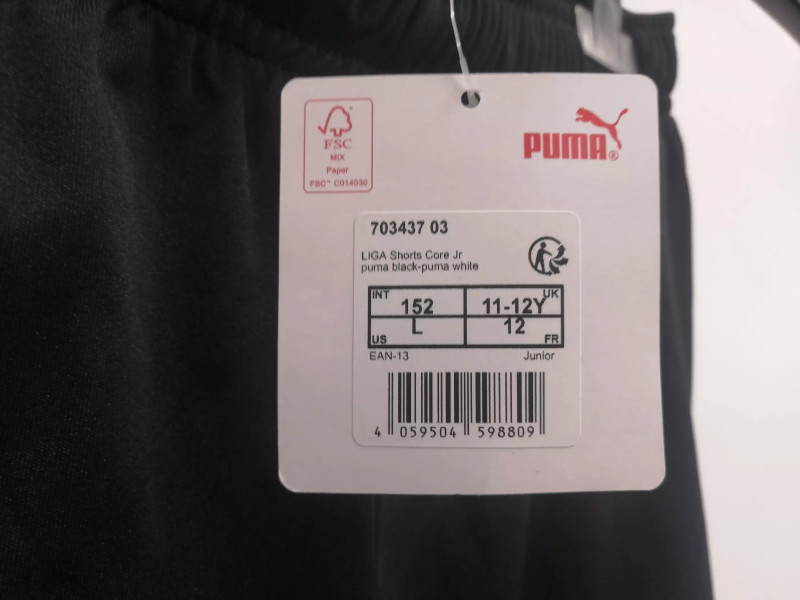 FSC
MIX
Paper
FSC™ C014030
PUMA®
703437 03
LIGA Shorts Core Jr
puma black-puma white
INT 152 11-12Y UK
US L 12 FR
EAN-13 Junior
4 059504 598809